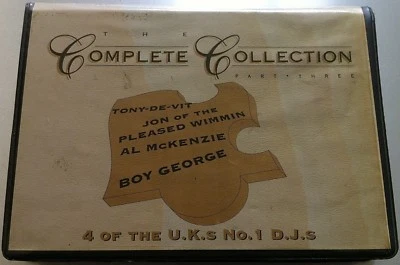 THE
COMPLETE COLLECTION
PART•THREE
TONY-DE-VIT
JON OF THE
PLEASED WIMMIN
AL MCKENZIE
BOY GEORGE
4 OF THE U.K.s No.1 D.J.s